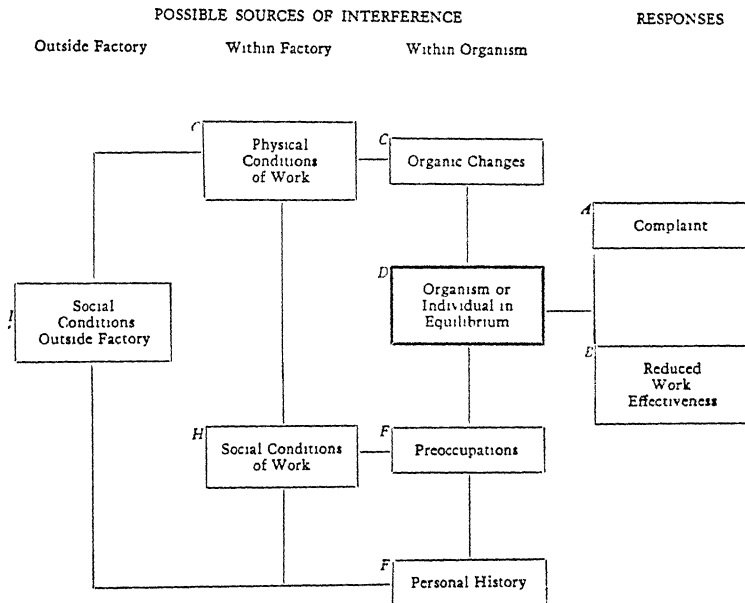 POSSIBLE SOURCES OF INTERFERENCE
RESPONSES
Outside Factory
Within Factory
Within Organism
C
Physical
Conditions
of Work
C
Organic Changes
A
Complaint
D
Organism or
Individual in
Equilibrium
Social
Conditions
Outside Factory
Reduced
Work
Effectiveness
H
Social Conditions
of Work
F
Preoccupations
F
Personal History